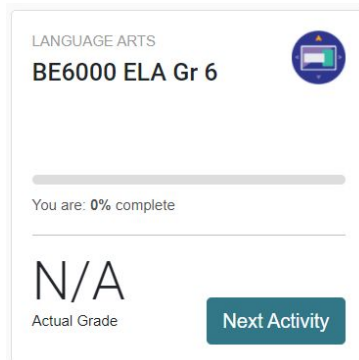 LANGUAGE ARTS
BE6000 ELA Gr 6
You are: 0% complete
N/A
Actual Grade
Next Activity